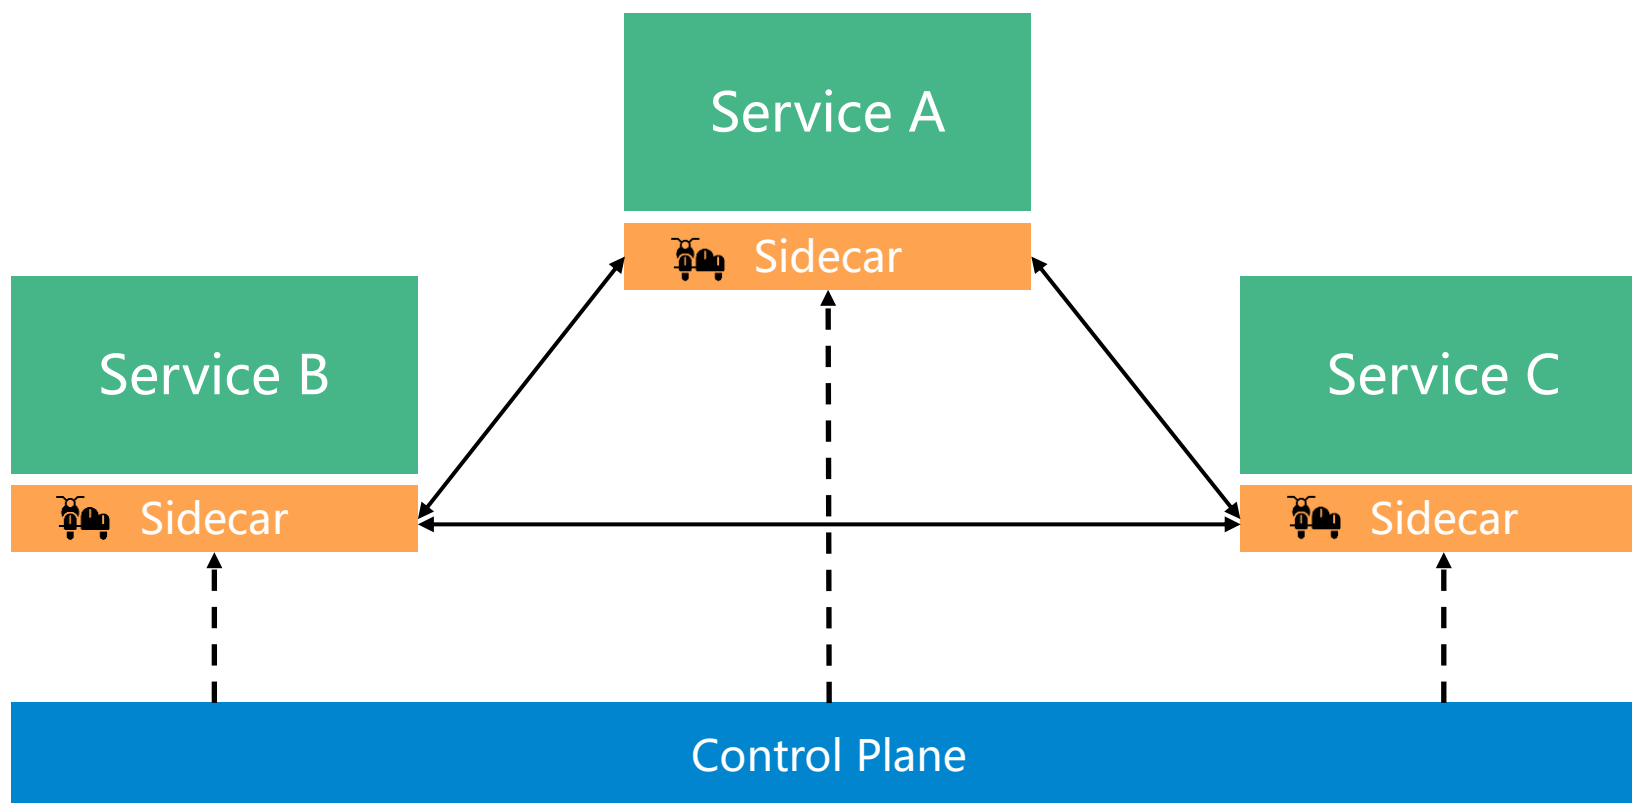 Service A
Sidecar
Service B
Sidecar
Service C
Sidecar
Control Plane